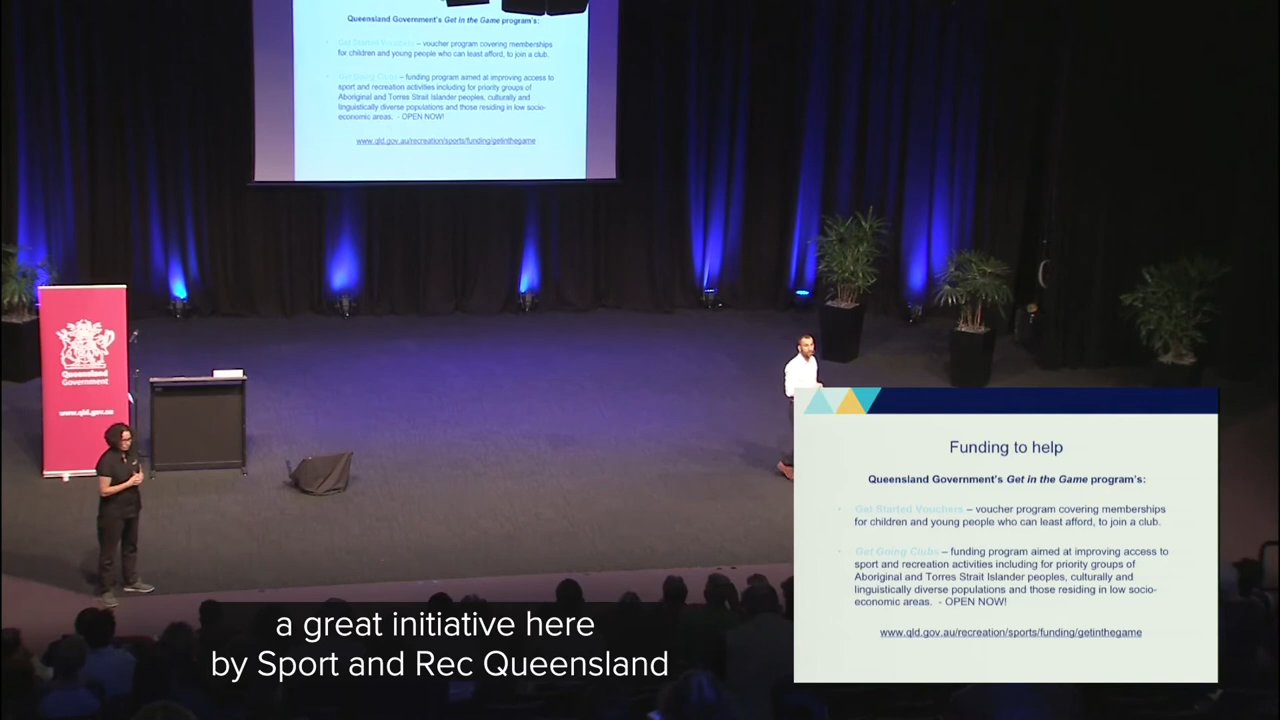 Queensland Government's Get in the Game program's:
Get Started Vouchers – voucher program covering memberships
for children and young people who can least afford, to join a club.
Get Going Clubs – funding program aimed at improving access to
sport and recreation activities including for priority groups of
Aboriginal and Torres Strait Islander peoples, culturally and
linguistically diverse populations and those residing in low socio-
economic areas. - OPEN NOW!
www.qld.gov.au/recreation/sports/funding/getinthegame
Queensland
Government
www.qld.gov.au
Funding to help
Queensland Government's Get in the Game program's:
Get Started Vouchers – voucher program covering memberships
for children and young people who can least afford, to join a club.
Get Going Clubs – funding program aimed at improving access to
sport and recreation activities including for priority groups of
Aboriginal and Torres Strait Islander peoples, culturally and
linguistically diverse populations and those residing in low socio-
economic areas. - OPEN NOW!
www.qld.gov.au/recreation/sports/funding/getinthegame
a great initiative here
by Sport and Rec Queensland